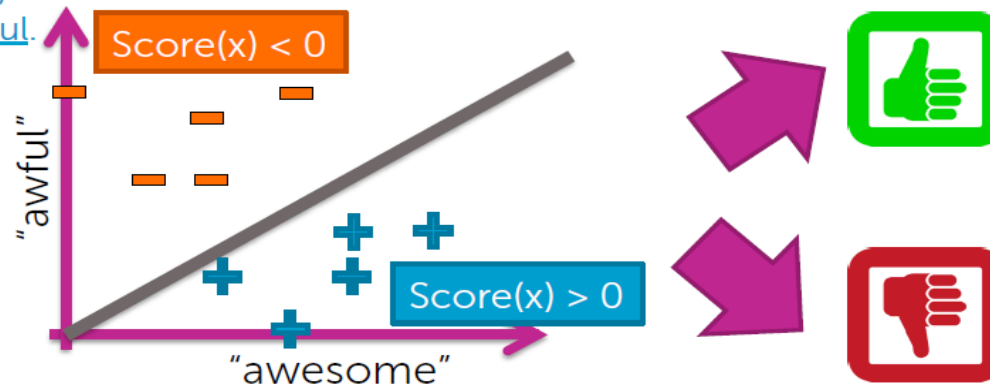 ul.
Score(x) < 0
"awful"
Score(x) > 0
"awesome"